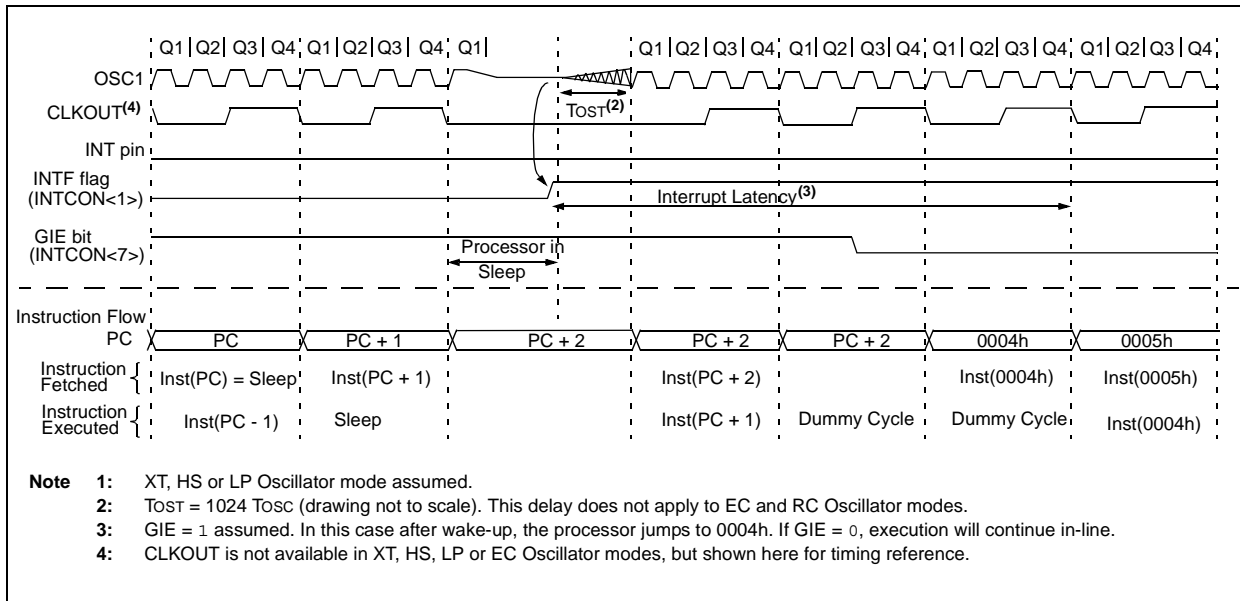 Q1 Q2 Q3 Q4 Q1 Q2 Q3 Q4 Q1 Q1 Q2 Q3 Q4 Q1 Q2 Q3 Q4 Q1 Q2 Q3 Q4 Q1 Q2 Q3 Q4
OSC1
CLKOUT(4)
TOST(2)
INT pin
INTF flag
(INTCON<1>)
Interrupt Latency(3)
GIE bit
(INTCON<7>)
Processor in
Sleep
Instruction Flow
PC PC PC + 1 PC + 2 PC + 2 PC + 2 0004h 0005h
Instruction
Fetched
Inst(PC) = Sleep Inst(PC + 1) Inst(PC + 2) Inst(0004h) Inst(0005h)
Instruction
Executed
Inst(PC - 1) Sleep Inst(PC + 1) Dummy Cycle Dummy Cycle Inst(0004h)
Note 1: XT, HS or LP Oscillator mode assumed.
2: TOST = 1024 TOSC (drawing not to scale). This delay does not apply to EC and RC Oscillator modes.
3: GIE = 1 assumed. In this case after wake-up, the processor jumps to 0004h. If GIE = 0, execution will continue in-line.
4: CLKOUT is not available in XT, HS, LP or EC Oscillator modes, but shown here for timing reference.